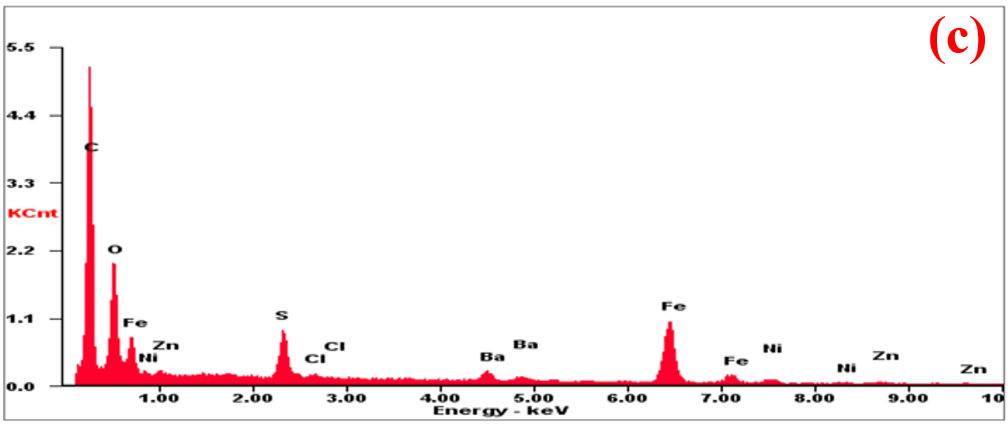 (c)
5.5
4.4
C
3.3
KCnt
O
2.2
Fe
S
Fe
1.1
Zn
Cl
Ba
Ni
Zn
Ni
Cl
Ba
Fe
Ni
Zn
0.0
1.00 2.00 3.00 4.00 5.00 6.00 7.00 8.00 9.00 10
Energy - keV